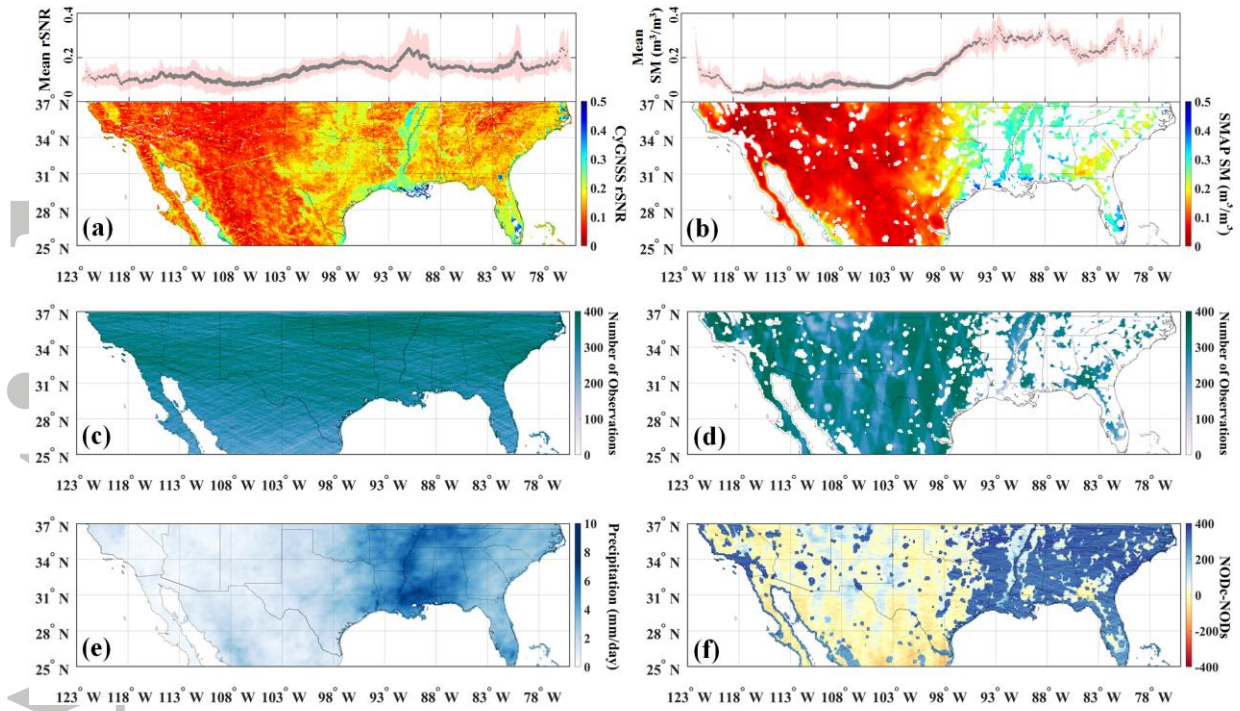 0.4
0.2
0
Mean rSNR
37° N
34° N
31° N
28° N
25° N
(a)
0.5
0.4
0.3
0.2
0.1
0
CyGNSS rSNR
123° W 118° W 113° W 108° W 103° W 98° W 93° W 88° W 83° W 78° W
0.4
0.2
0
Mean
SM (m³/m³)
37° N
34° N
31° N
28° N
25° N
(b)
0.5
0.4
0.3
0.2
0.1
0
SMAP SM (m³/m³)
123° W 118° W 113° W 108° W 103° W 98° W 93° W 88° W 83° W 78° W
37° N
34° N
31° N
28° N
25° N
(c)
400
300
200
100
0
Number of Observations
123° W 118° W 113° W 108° W 103° W 98° W 93° W 88° W 83° W 78° W
37° N
34° N
31° N
28° N
25° N
(d)
400
300
200
100
0
Number of Observations
123° W 118° W 113° W 108° W 103° W 98° W 93° W 88° W 83° W 78° W
37° N
34° N
31° N
28° N
25° N
(e)
10
8
6
4
2
0
Precipitation (mm/day)
123° W 118° W 113° W 108° W 103° W 98° W 93° W 88° W 83° W 78° W
37° N
34° N
31° N
28° N
25° N
(f)
400
200
0
-200
-400
NODc-NODs
123° W 118° W 113° W 108° W 103° W 98° W 93° W 88° W 83° W 78° W